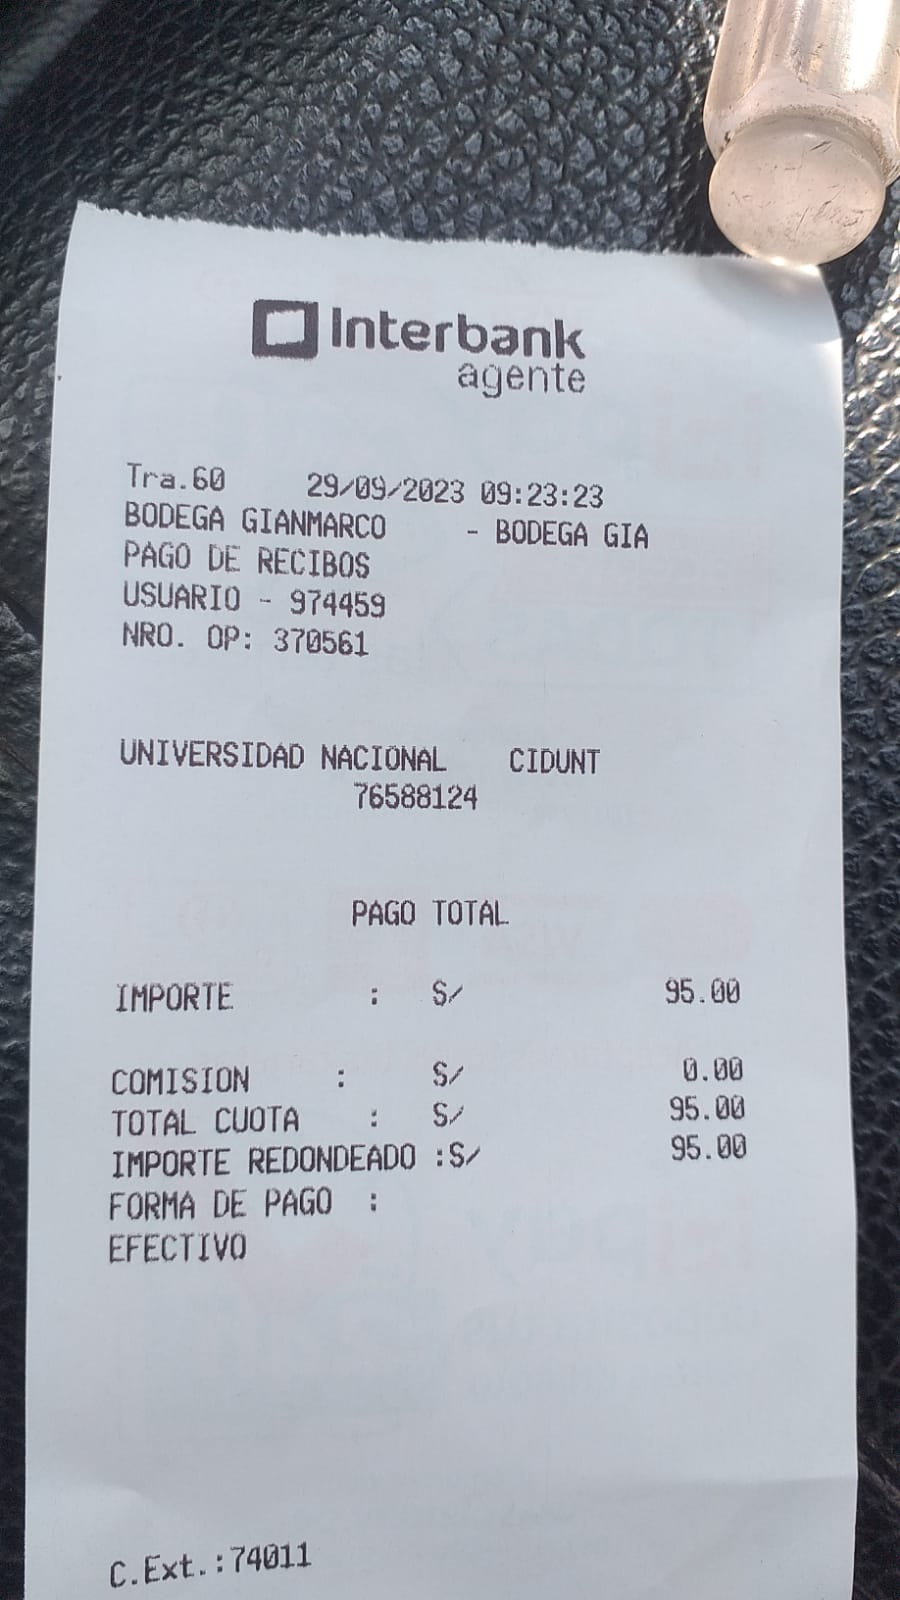 Interbank
agente
Tra.60 29/09/2023 09:23:23
BODEGA GIANMARCO - BODEGA GIA
PAGO DE RECIBOS
USUARIO - 974459
NRO. OP: 370561
UNIVERSIDAD NACIONAL CIDUNT
76588124
PAGO TOTAL
IMPORTE : S/ 95.00
COMISION : S/ 0.00
TOTAL CUOTA : S/ 95.00
IMPORTE REDONDEADO :S/ 95.00
FORMA DE PAGO :
EFECTIVO
C.Ext.:74011